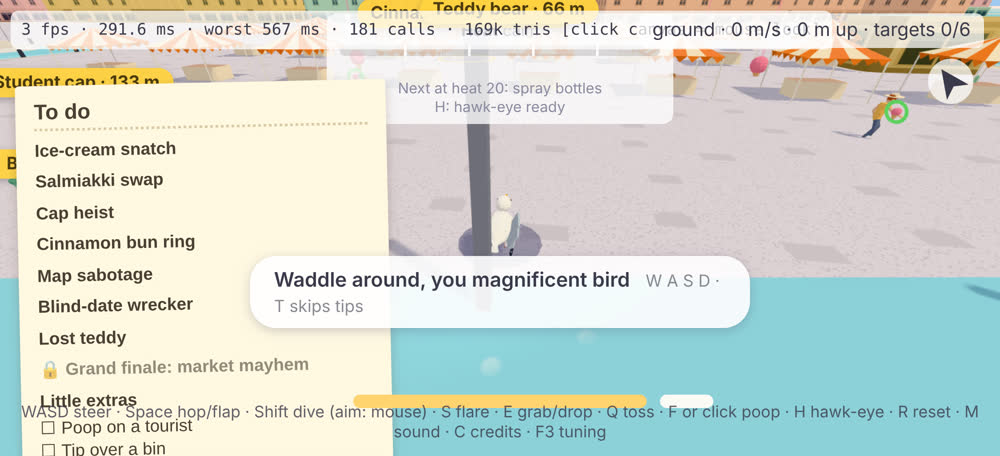 Teddy bear · 66 m
3 fps · 291.6 ms · worst 567 ms · 181 calls · 169k tris [click
ground · 0 m/s · 0 m up · targets 0/6
Student cap · 133 m
Next at heat 20: spray bottles
H: hawk-eye ready
To do
Ice-cream snatch
Salmiakki swap
Cap heist
Cinnamon bun ring
Map sabotage
Blind-date wrecker
Lost teddy
Grand finale: market mayhem
Little extras
☐ Poop on a tourist
☐ Tip over a bin
Waddle around, you magnificent bird W A S D ·
T skips tips
WASD steer · Space hop/flap · Shift dive (aim: mouse) · S flare · E grab/drop · Q toss · F or click poop · H hawk-eye · R reset · M
sound · C credits · F3 tuning